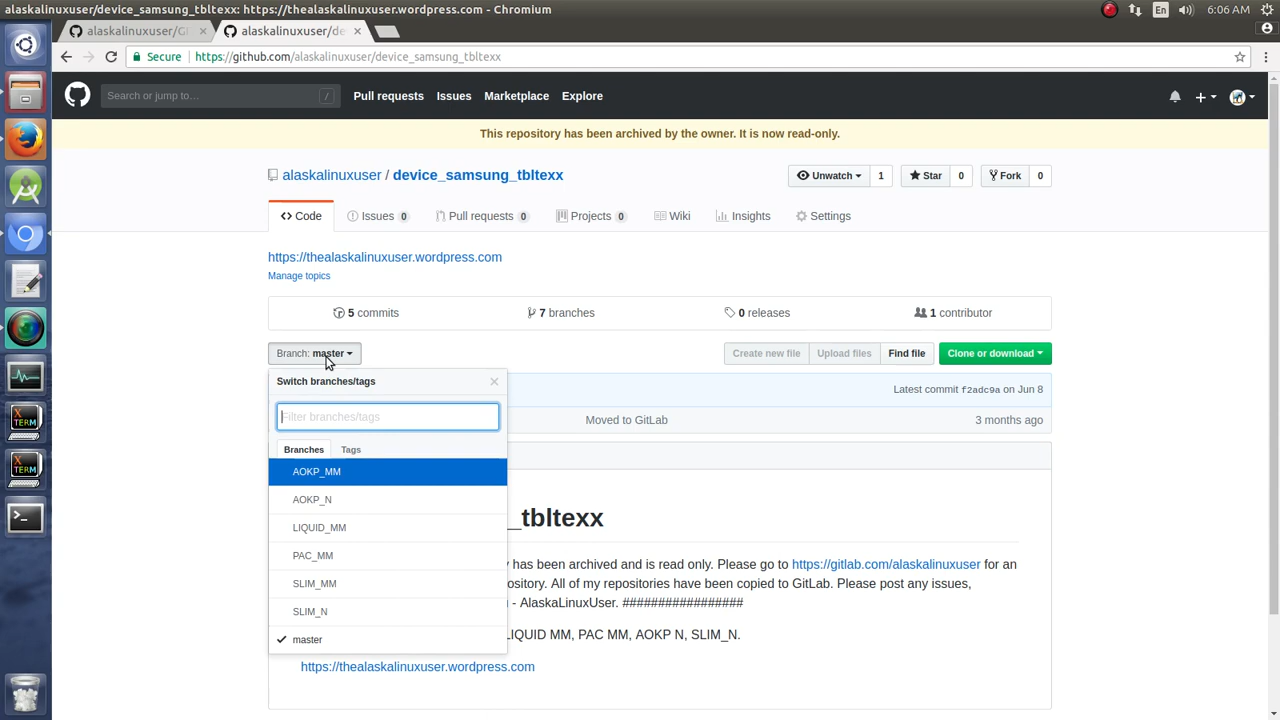 alaskalinuxuser/device_samsung_tbltexx: https://thealaskalinuxuser.wordpress.com - Chromium
En
6:06 AM
alaskalinuxuser/G
alaskalinuxuser/de
Secure
https://github.com/alaskalinuxuser/device_samsung_tbltexx
Search or jump to…
/
Pull requests
Issues
Marketplace
Explore
This repository has been archived by the owner. It is now read-only.
alaskalinuxuser / device_samsung_tbltexx
Unwatch
1
Star
0
Fork
0
Code
Issues 0
Pull requests 0
Projects 0
Wiki
Insights
Settings
https://thealaskalinuxuser.wordpress.com
Manage topics
5 commits
7 branches
0 releases
1 contributor
Branch: master
Create new file
Upload files
Find file
Clone or download
Switch branches/tags
Latest commit f2adc9a on Jun 8
Filter branches/tags
Moved to GitLab
3 months ago
Branches
Tags
AOKP_MM
AOKP_N
LIQUID_MM
PAC_MM
SLIM_MM
SLIM_N
master
_tbltexx
has been archived and is read only. Please go to https://gitlab.com/alaskalinuxuser for an
ository. All of my repositories have been copied to GitLab. Please post any issues,
- AlaskaLinuxUser. #################
LIQUID MM, PAC MM, AOKP N, SLIM_N.
https://thealaskalinuxuser.wordpress.com
X
TERM
X
TERM